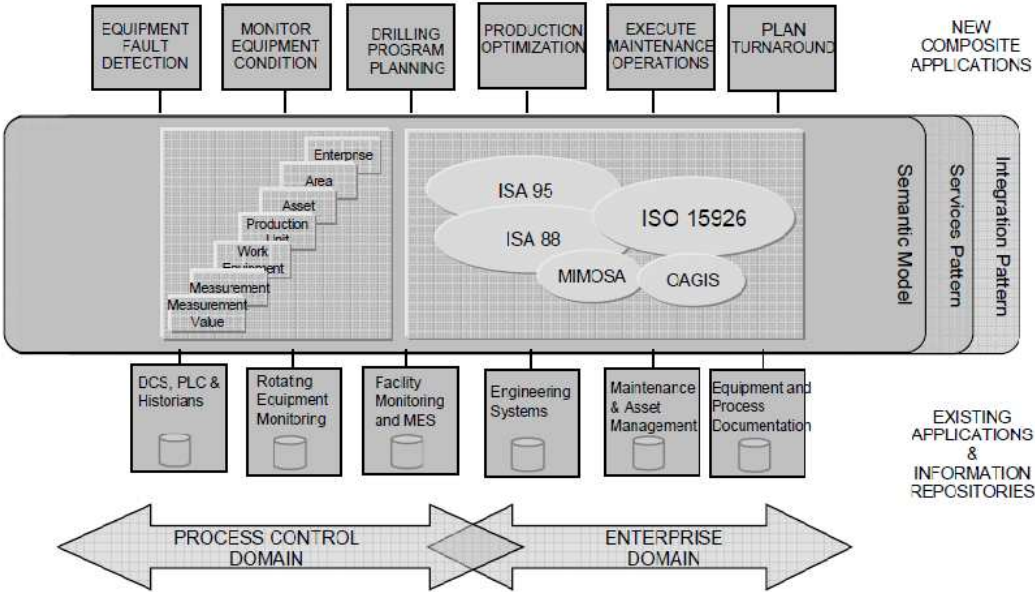 EQUIPMENT
FAULT
DETECTION
MONITOR
EQUIPMENT
CONDITION
DRILLING
PROGRAM
PLANNING
PRODUCTION
OPTIMIZATION
EXECUTE
MAINTENANCE
OPERATIONS
PLAN
TURNAROUND
NEW
COMPOSITE
APPLICATIONS
Enterprise
Area
Asset
Production
Unit
Work
Equipment
Measurement
Measurement
Value
ISA 95
ISA 88
ISO 15926
MIMOSA
OAGIS
Semantic Model
Services Pattern
Integration Pattern
DCS, PLC &
Historians
Rotating
Equipment
Monitoring
Facility
Monitoring
and MES
Engineering
Systems
Maintenance
& Asset
Management
Equipment and
Process
Documentation
EXISTING
APPLICATIONS
&
INFORMATION
REPOSITORIES
PROCESS CONTROL
DOMAIN
ENTERPRISE
DOMAIN